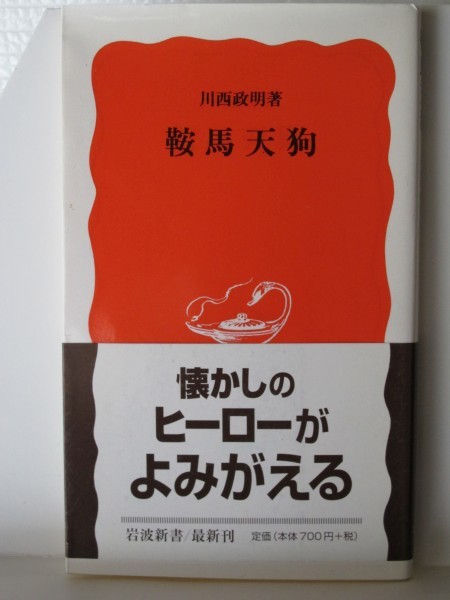 川西政明著
鞍馬天狗
懐かしの
ヒーローが
よみがえる
岩波新書/最新刊 定価(本体700円+税)